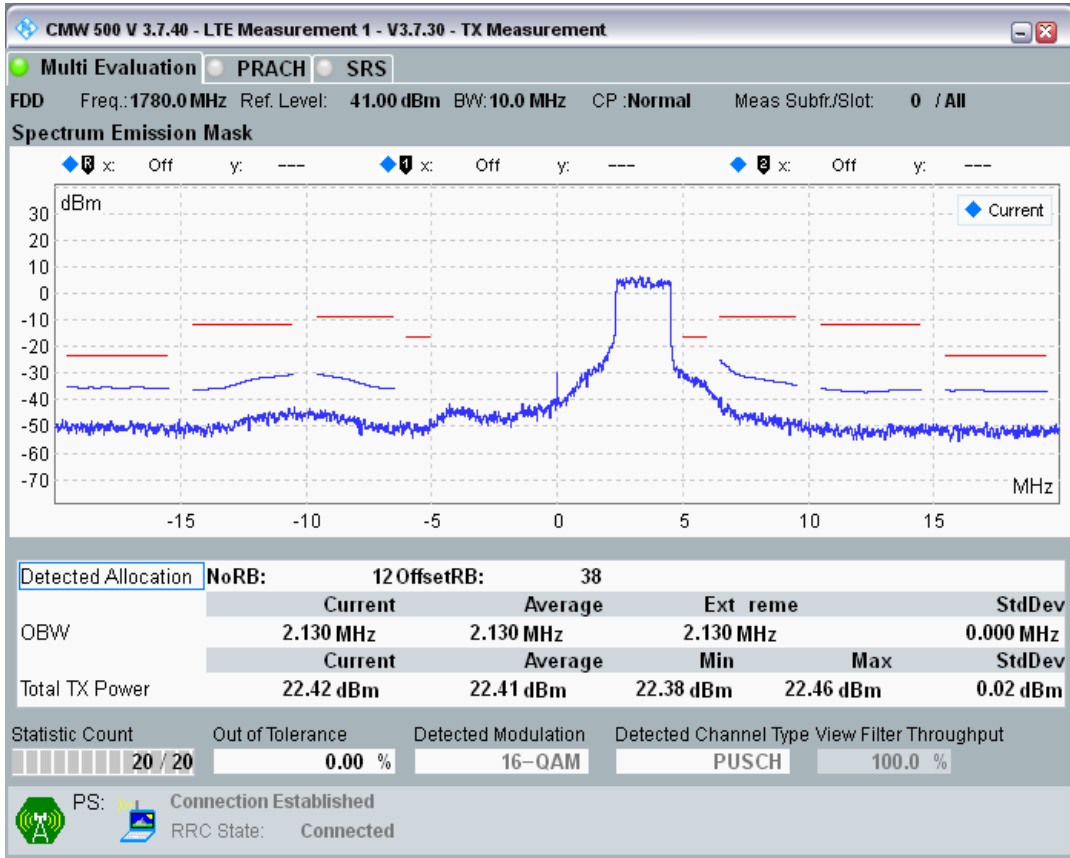 CMW 500 V 3.7.40 - LTE Measurement 1 - V3.7.30 - TX Measurement
Multi Evaluation PRACH SRS
FDD Freq.:1780.0 MHz Ref. Level: 41.00 dBm BW:10.0 MHz CP :Normal Meas Subfr./Slot: 0 / All
Spectrum Emission Mask
R x: Off y: --- 1 x: Off y: --- 2 x: Off y: ---
dBm
Current
30
20
10
0
-10
-20
-30
-40
-50
-60
-70
MHz
-15 -10 -5 0 5 10 15
Detected Allocation NoRB: 12 OffsetRB: 38
Current Average Ext reme StdDev
OBW 2.130 MHz 2.130 MHz 2.130 MHz 0.000 MHz
Current Average Min Max StdDev
Total TX Power 22.42 dBm 22.41 dBm 22.38 dBm 22.46 dBm 0.02 dBm
Statistic Count Out of Tolerance Detected Modulation Detected Channel Type View Filter Throughput
20 / 20 0.00 % 16-QAM PUSCH 100.0 %
PS: Connection Established
RRC State: Connected